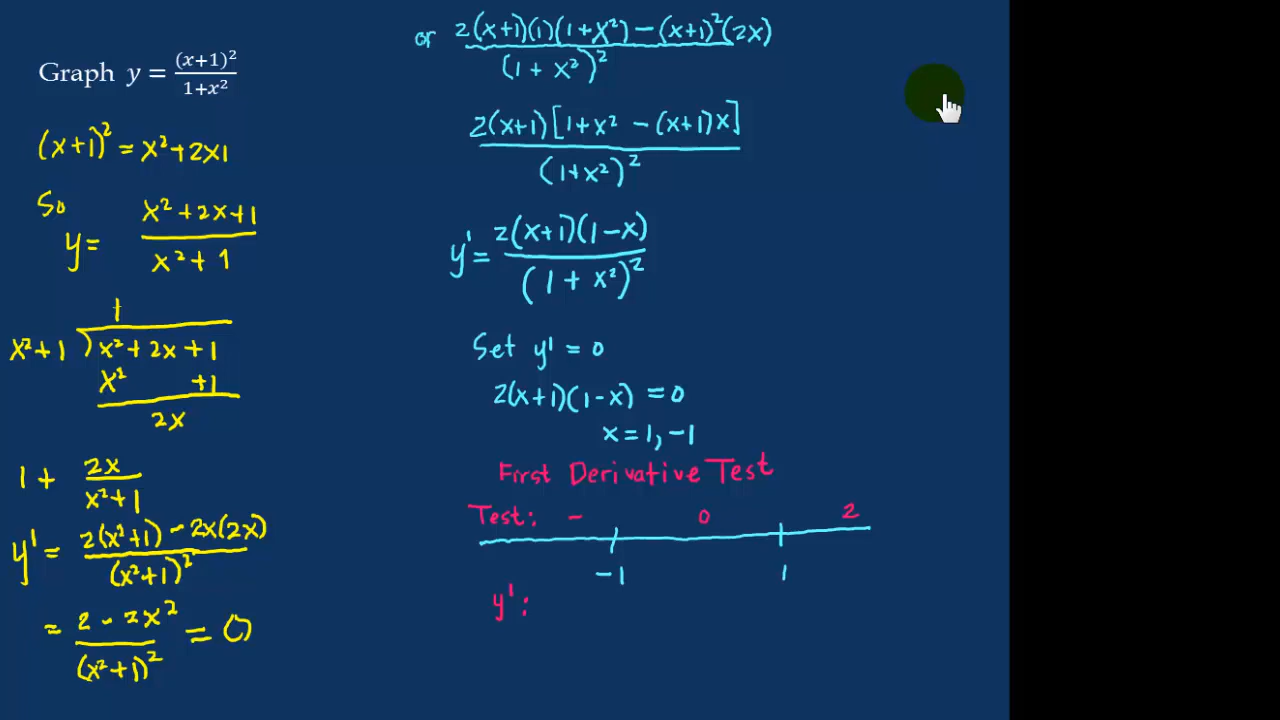 Graph y = (x+1)²/1+x²
(x+1)² = x²+2x1
So
y = x²+2x+1/x²+1
1
x²+1 ) x²+2x+1
x² +1
2x
1 + 2x/x²+1
y' = 2(x²+1) - 2x(2x)/(x²+1)²
= 2 - 2x²/(x²+1)² = 0
or 2(x+1)(1)(1+x²) - (x+1)²(2x)/(1+x²)²
2(x+1)[1+x² - (x+1)x]/(1+x²)²
y' = 2(x+1)(1-x)/(1+x²)²
Set y' = 0
2(x+1)(1-x) = 0
x = 1, -1
First Derivative Test
Test: - 0 2
-1 1
y':